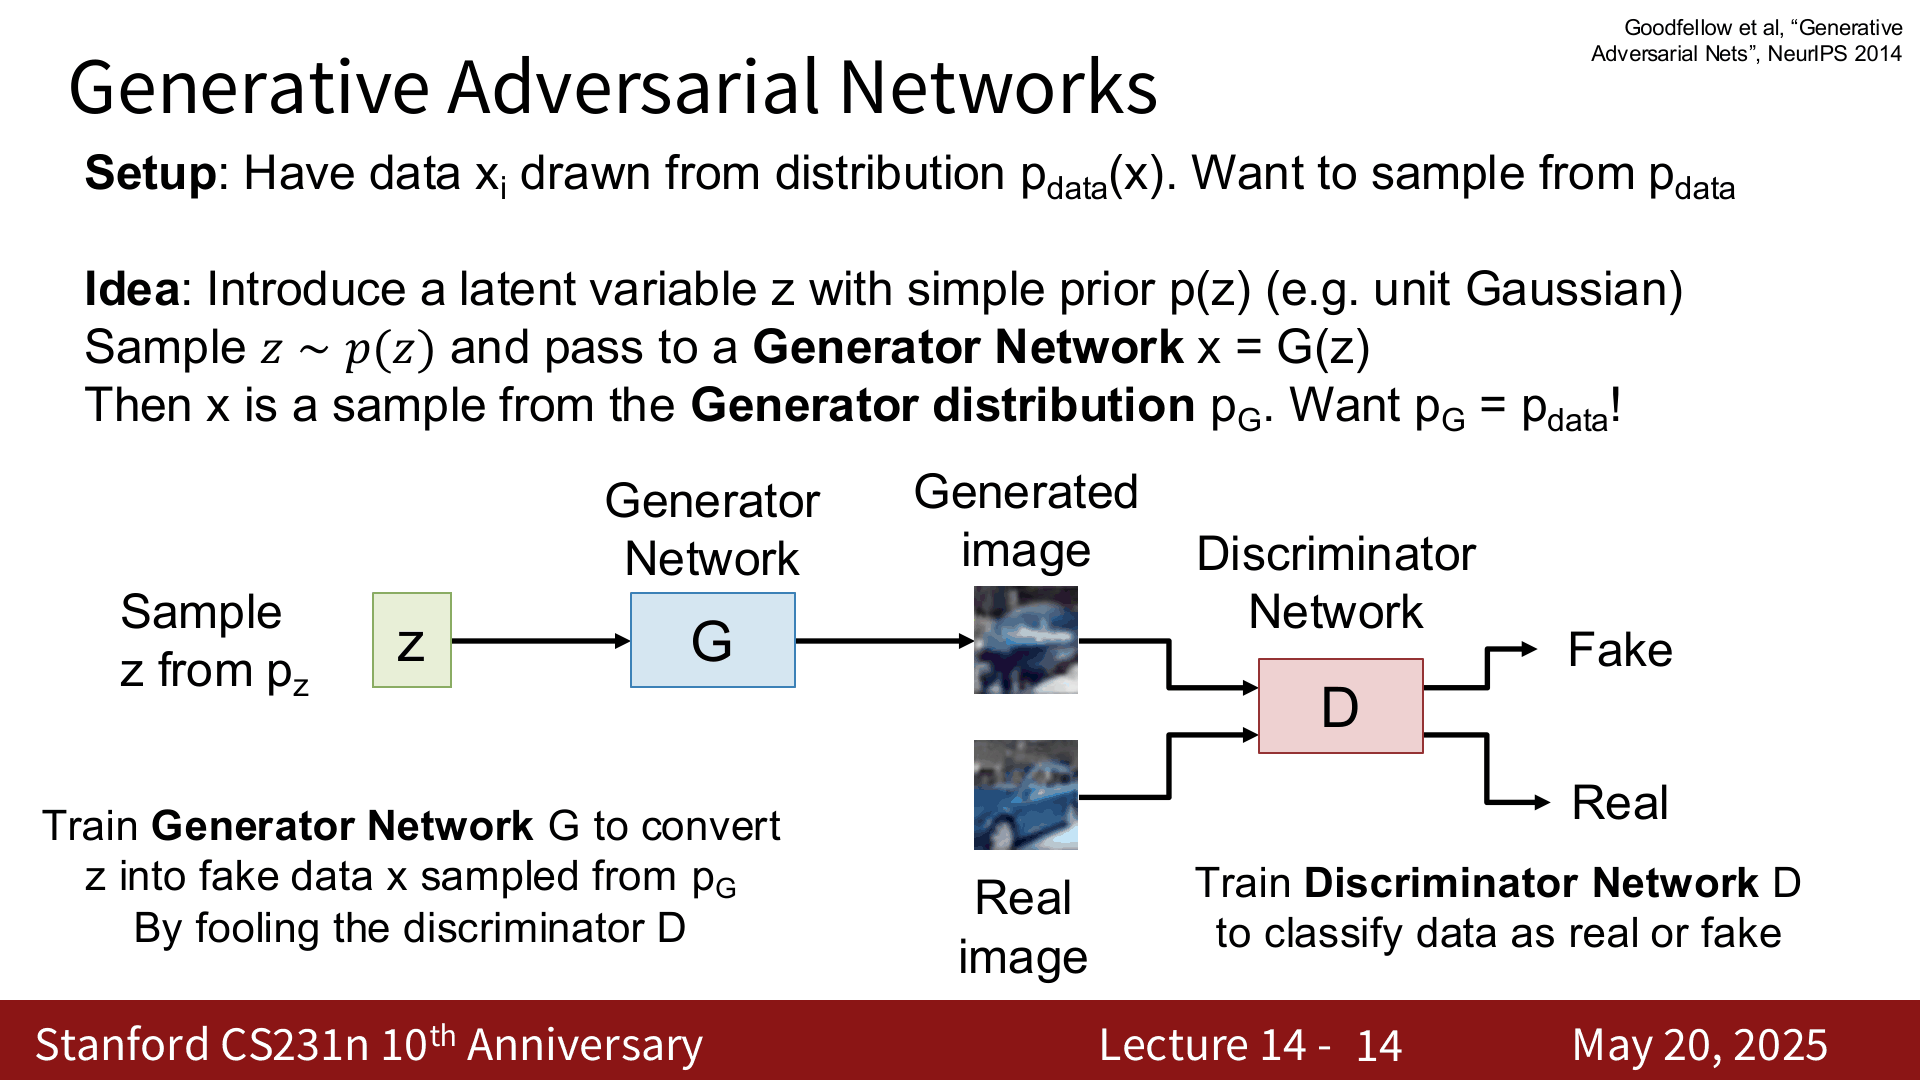 Goodfellow et al, “Generative
Adversarial Nets”, NeurIPS 2014
Generative Adversarial Networks
Setup: Have data xi drawn from distribution pdata(x). Want to sample from pdata
Idea: Introduce a latent variable z with simple prior p(z) (e.g. unit Gaussian)
Sample z ~ p(z) and pass to a Generator Network x = G(z)
Then x is a sample from the Generator distribution pG. Want pG = pdata!
Sample
z from pz
z
Generator
Network
G
Generated
image
Real
image
Discriminator
Network
D
Fake
Real
Train Generator Network G to convert
z into fake data x sampled from pG
By fooling the discriminator D
Train Discriminator Network D
to classify data as real or fake
Stanford CS231n 10th Anniversary
Lecture 14 - 14
May 20, 2025